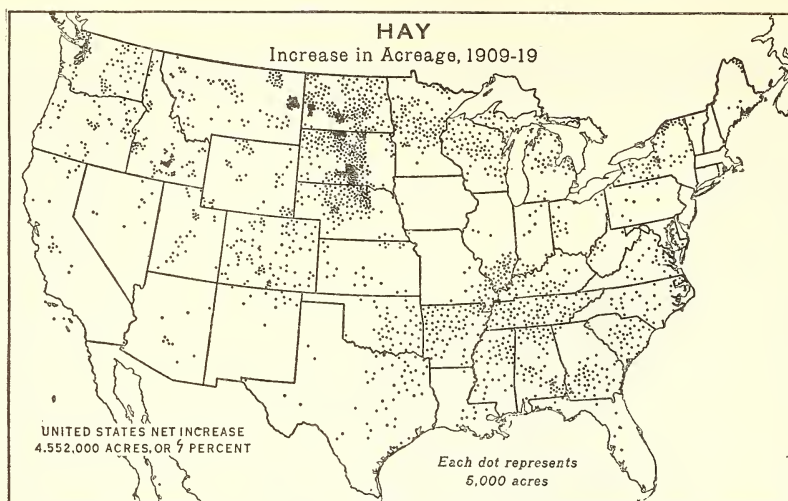 HAY
Increase in Acreage, 1909-19
UNITED STATES NET INCREASE
4.552,000 ACRES, OR 7 PERCENT
Each dot represents
5,000 acres